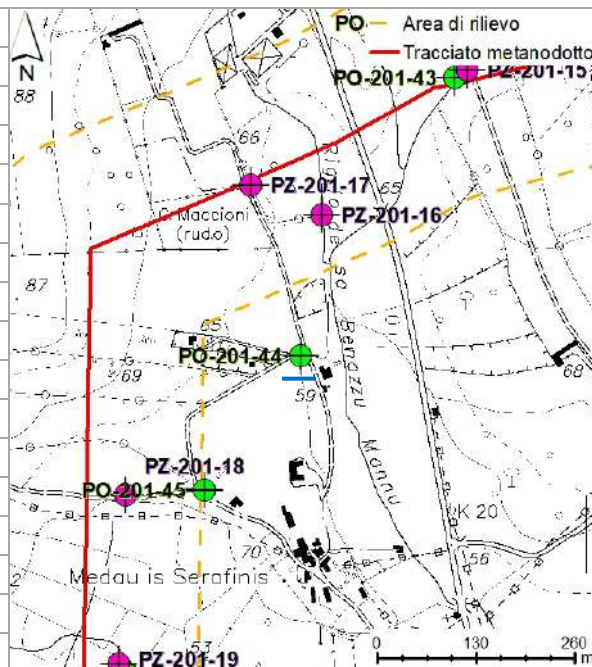 PO- Area di rilievo
Tracciato metanodotto
N
88
PO-201-43 PZ-201-15
66
PZ-201-17
65
PZ-201-16
C. Maccioni
(rudo)
87
65
PO-201-44
69
59
68
PZ-201-18
PO-201-45
K 20
70
56
Medau is Serafinis
53
PZ-201-19
0 130 260
m
Mannu